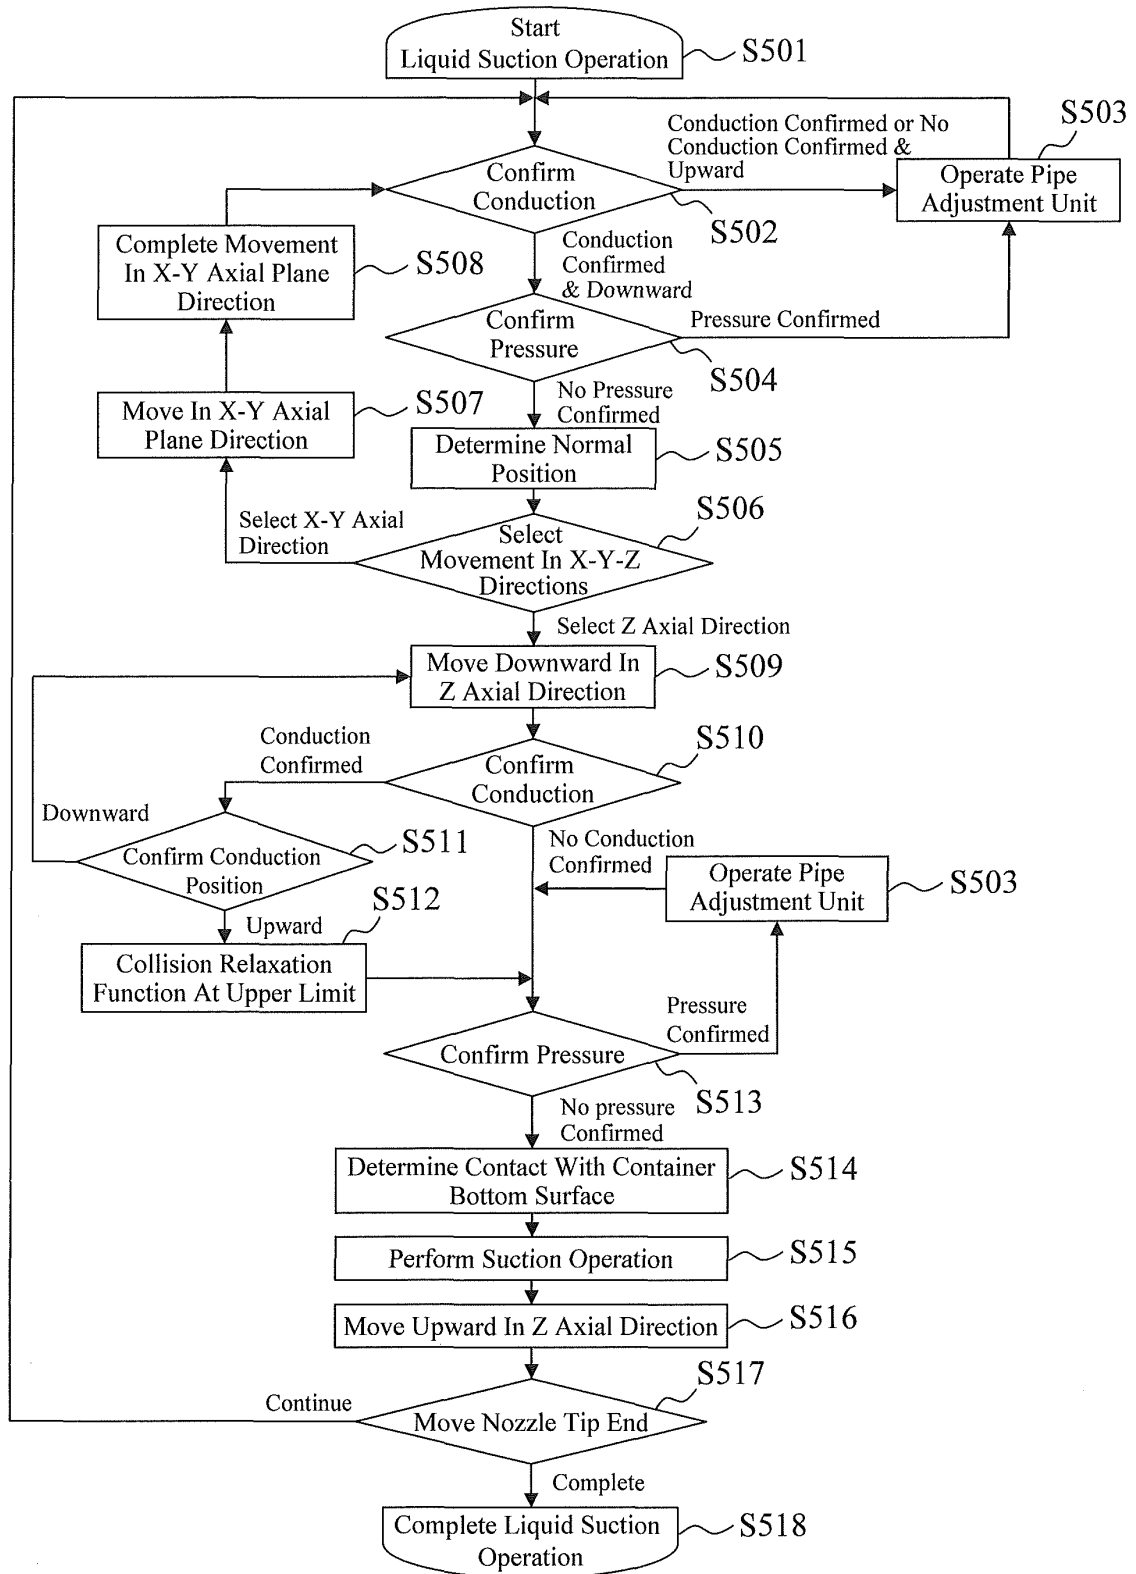 Start
Liquid Suction Operation
S501
S503
Conduction Confirmed or No
Conduction Confirmed &
Upward
Operate Pipe
Adjustment Unit
Confirm
Conduction
S502
Complete Movement
In X-Y Axial Plane
Direction
S508
Conduction
Confirmed
& Downward
Confirm
Pressure
Pressure Confirmed
S504
No Pressure
Confirmed
Move In X-Y Axial
Plane Direction
S507
Determine Normal
Position
S505
S506
Select X-Y Axial
Direction
Select
Movement In X-Y-Z
Directions
Select Z Axial Direction
Move Downward In
Z Axial Direction
S509
S510
Conduction
Confirmed
Confirm
Conduction
Downward
Confirm Conduction
Position
S511
No Conduction
Confirmed
Operate Pipe
Adjustment Unit
S503
S512
Upward
Collision Relaxation
Function At Upper Limit
Pressure
Confirmed
Confirm Pressure
S513
No pressure
Confirmed
Determine Contact With Container
Bottom Surface
S514
Perform Suction Operation
S515
Move Upward In Z Axial Direction
S516
S517
Continue
Move Nozzle Tip End
Complete
Complete Liquid Suction
Operation
S518